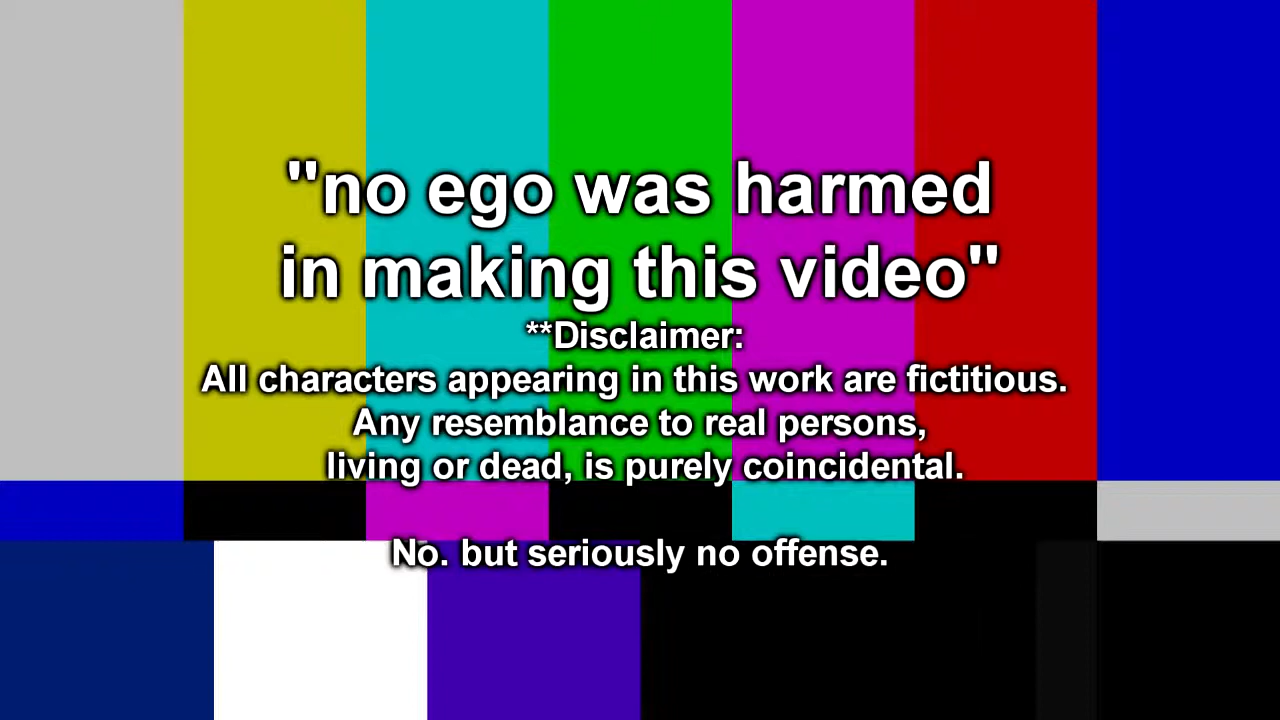 "no ego was harmed
in making this video"
**Disclaimer:
All characters appearing in this work are fictitious.
Any resemblance to real persons,
living or dead, is purely coincidental.
No. but seriously no offense.